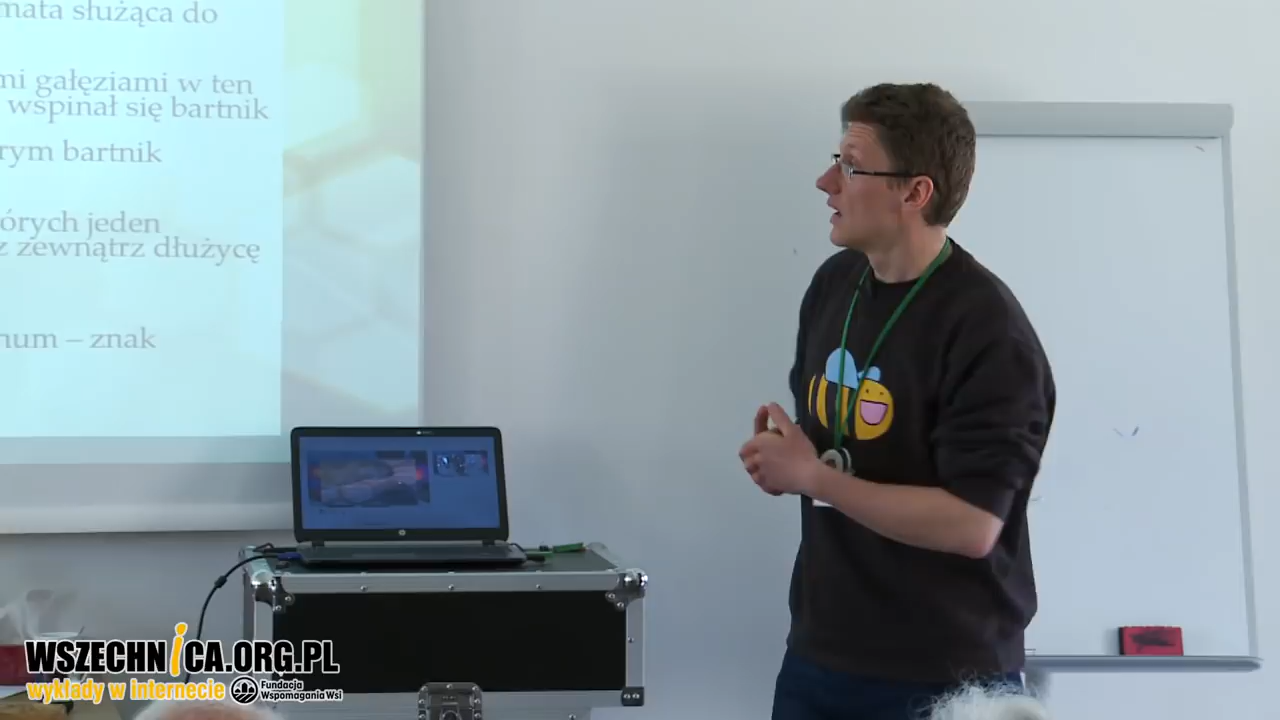 mata służąca do
mi gałęziami w ten
wspinał się bartnik
rym bartnik
órych jeden
z zewnątrz dłużycę
num – znak
WSZECHNICA.ORG.PL
wykłady w internecie
Fundacja
Wspomagania Wsi